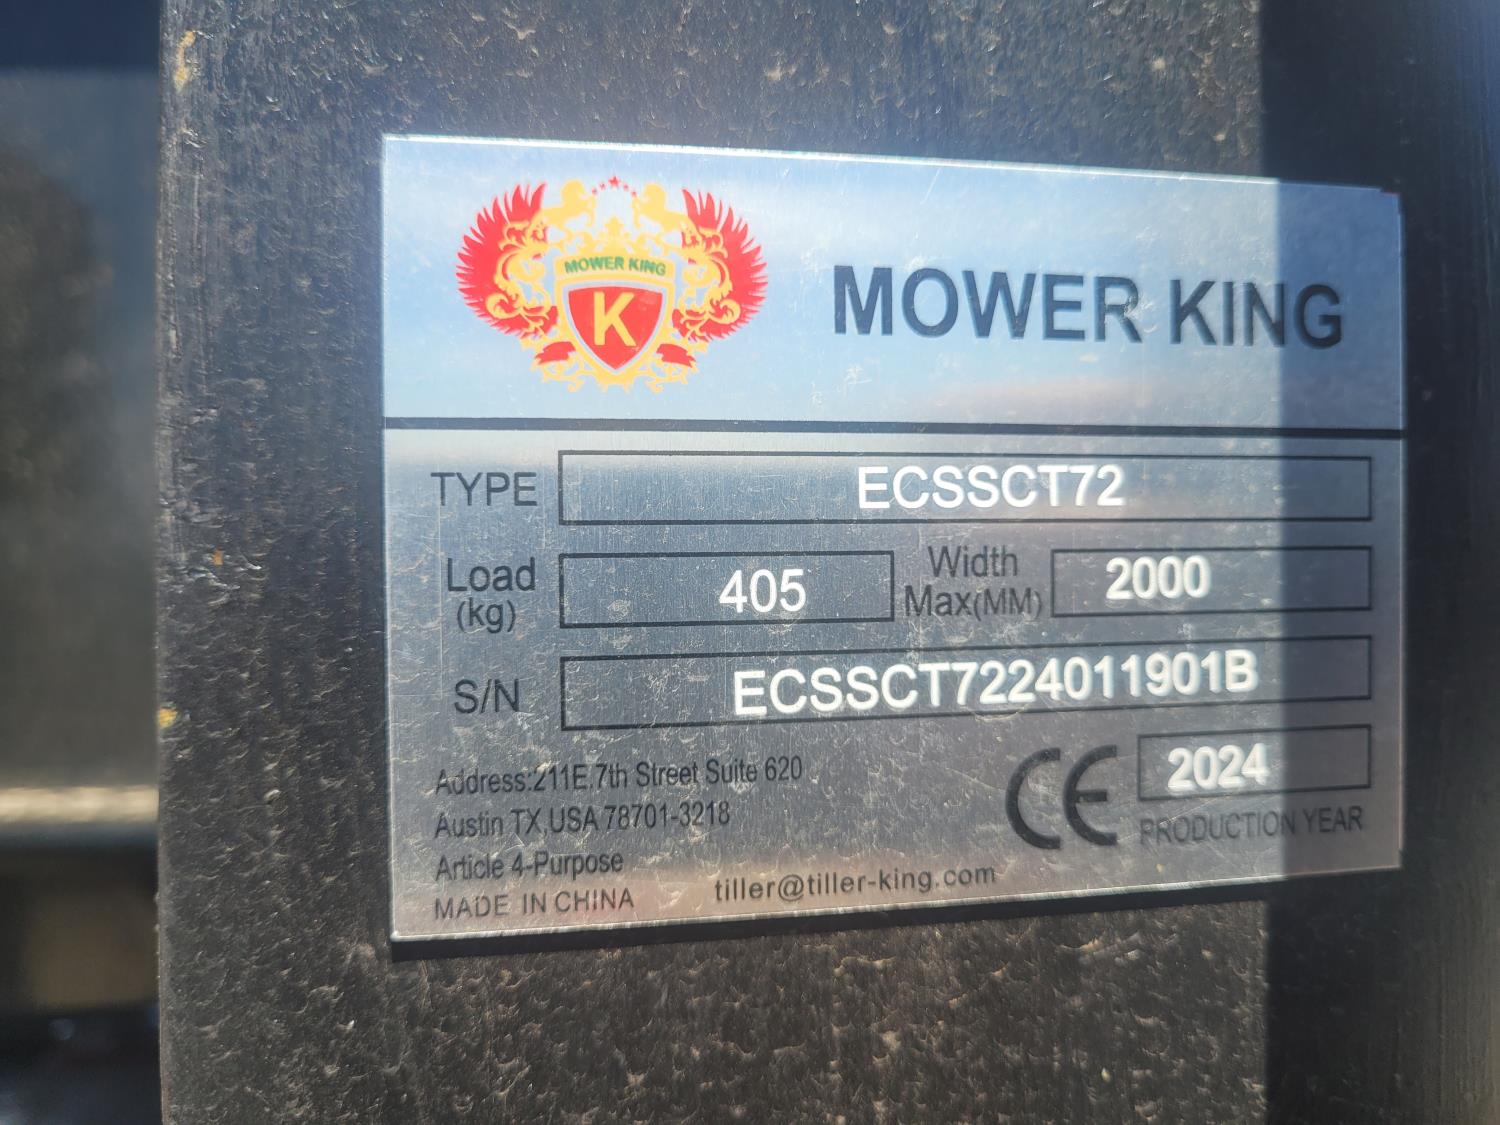 MOWER KING
K
MOWER KING
TYPE ECSSCT72
Load (kg) 405 Width Max(MM) 2000
S/N ECSSCT7224011901B
Address:211E.7th Street Suite 620
Austin TX,USA 78701-3218
Article 4-Purpose
MADE IN CHINA
tiller@tiller-king.com
CE 2024
PRODUCTION YEAR